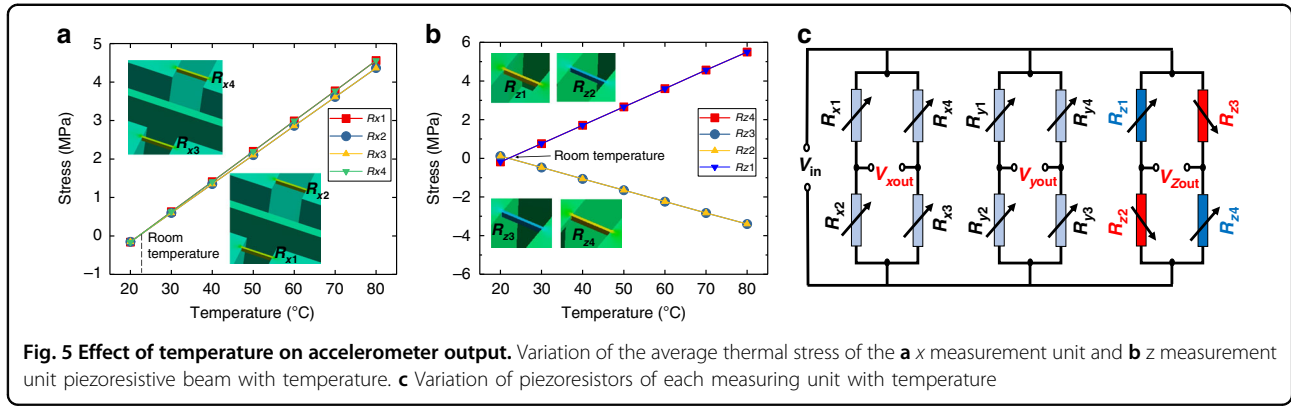 a
5
4
3
2
1
0
–1
Stress (MPa)
20 30 40 50 60 70 80
Temperature (°C)
Rx4
Rx3
Rx2
Rx1
Rx1
Rx2
Rx3
Rx4
Room
temperature
b
6
4
2
0
–2
–4
–6
Stress (MPa)
20 30 40 50 60 70 80
Temperature (°C)
Rz1
Rz2
Rz4
Rz3
Rz2
Rz1
Room temperature
Rz3
Rz4
c
Vin
Rx1
Rx4
Vxout
Rx2
Rx3
Ry1
Ry4
Vyout
Ry2
Ry3
Rz1
Rz3
VZout
Rz2
Rz4
Fig. 5 Effect of temperature on accelerometer output. Variation of the average thermal stress of the a x measurement unit and b z measurement
unit piezoresistive beam with temperature. c Variation of piezoresistors of each measuring unit with temperature